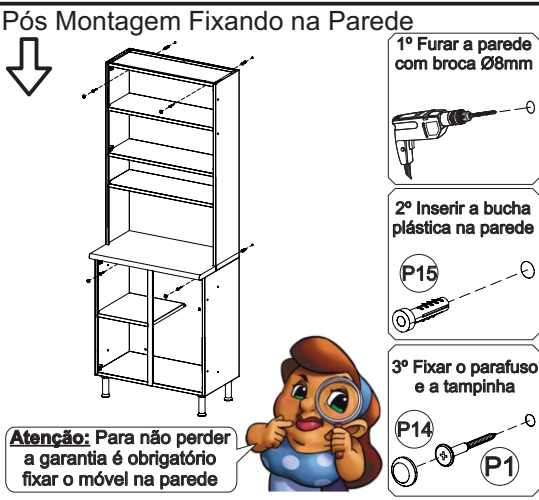 Pós Montagem Fixando na Parede
1º Furar a parede
com broca Ø8mm
2º Inserir a bucha
plástica na parede
P15
3º Fixar o parafuso
e a tampinha
P14
P1
Atenção: Para não perder
a garantia é obrigatório
fixar o móvel na parede